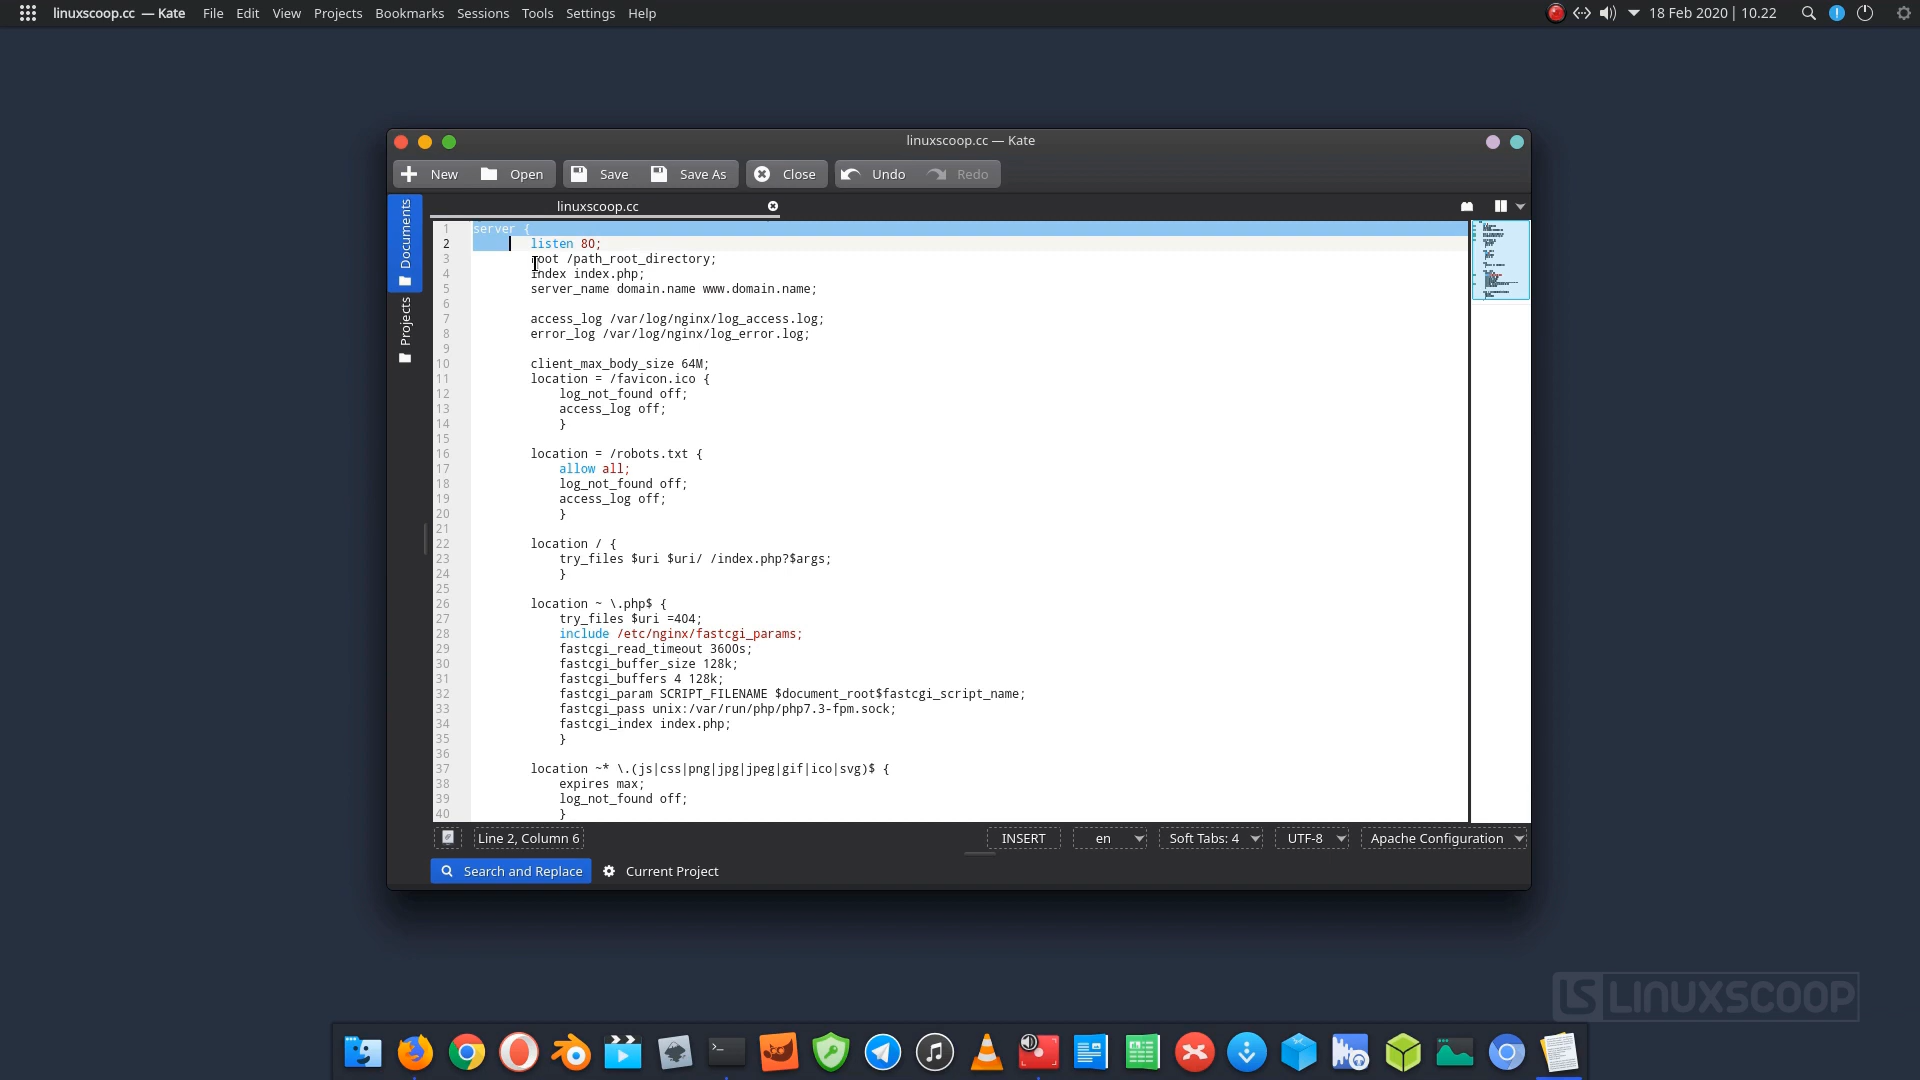 linuxscoop.cc — Kate File Edit View Projects Bookmarks Sessions Tools Settings Help 18 Feb 2020 | 10.22
linuxscoop.cc — Kate
New Open Save Save As Close Undo Redo
Documents
Projects
linuxscoop.cc
1 server {
2 listen 80;
3 root /path_root_directory;
4 index index.php;
5 server_name domain.name www.domain.name;
6
7 access_log /var/log/nginx/log_access.log;
8 error_log /var/log/nginx/log_error.log;
9
10 client_max_body_size 64M;
11 location = /favicon.ico {
12 log_not_found off;
13 access_log off;
14 }
15
16 location = /robots.txt {
17 allow all;
18 log_not_found off;
19 access_log off;
20 }
21
22 location / {
23 try_files $uri $uri/ /index.php?$args;
24 }
25
26 location ~ \.php$ {
27 try_files $uri =404;
28 include /etc/nginx/fastcgi_params;
29 fastcgi_read_timeout 3600s;
30 fastcgi_buffer_size 128k;
31 fastcgi_buffers 4 128k;
32 fastcgi_param SCRIPT_FILENAME $document_root$fastcgi_script_name;
33 fastcgi_pass unix:/var/run/php/php7.3-fpm.sock;
34 fastcgi_index index.php;
35 }
36
37 location ~* \.(js|css|png|jpg|jpeg|gif|ico|svg)$ {
38 expires max;
39 log_not_found off;
40 }
Line 2, Column 6 INSERT en Soft Tabs: 4 UTF-8 Apache Configuration
Search and Replace Current Project
LS LINUXSCOOP